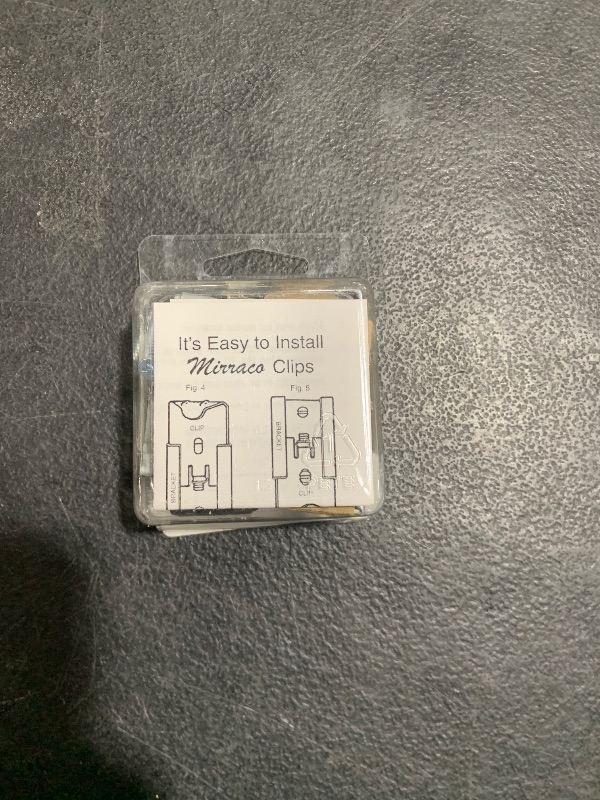 It's Easy to Install
Mirraco Clips
Fig. 4
Fig. 5
CLIP
BRACKET
BRACKET
CLIP